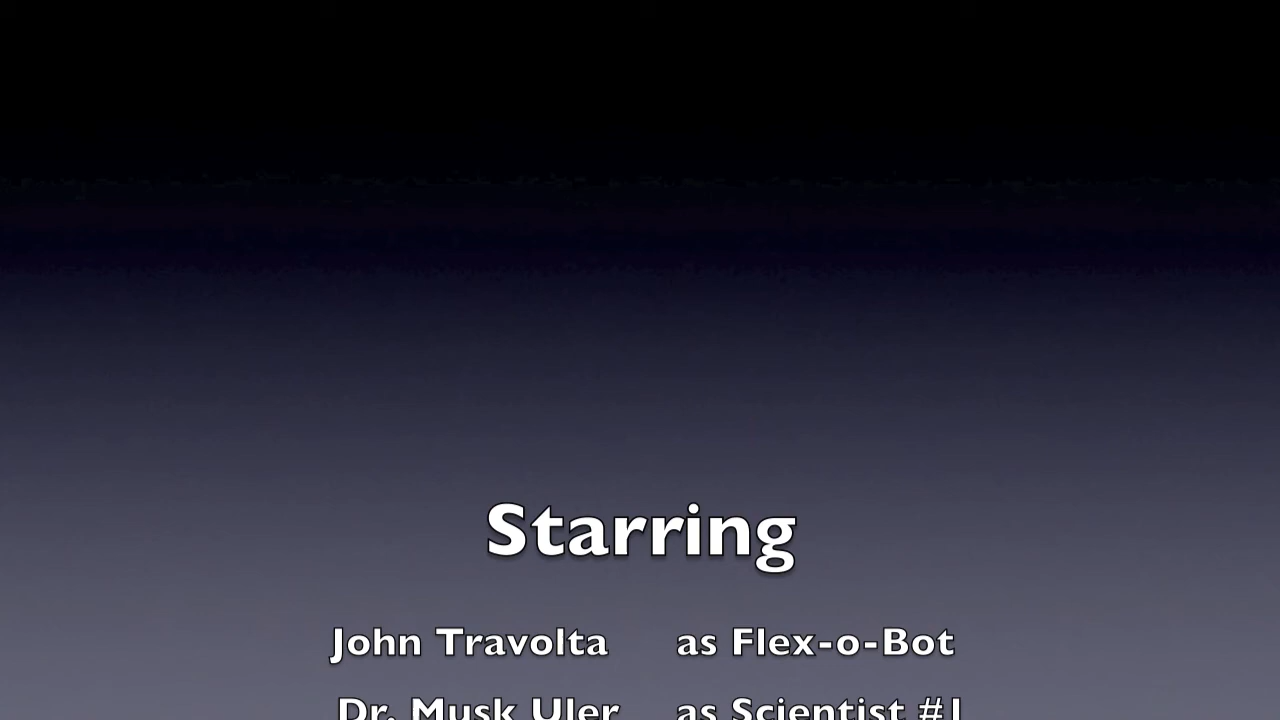 Starring
John Travolta as Flex-o-Bot
Dr. Musk Uler as Scientist #1